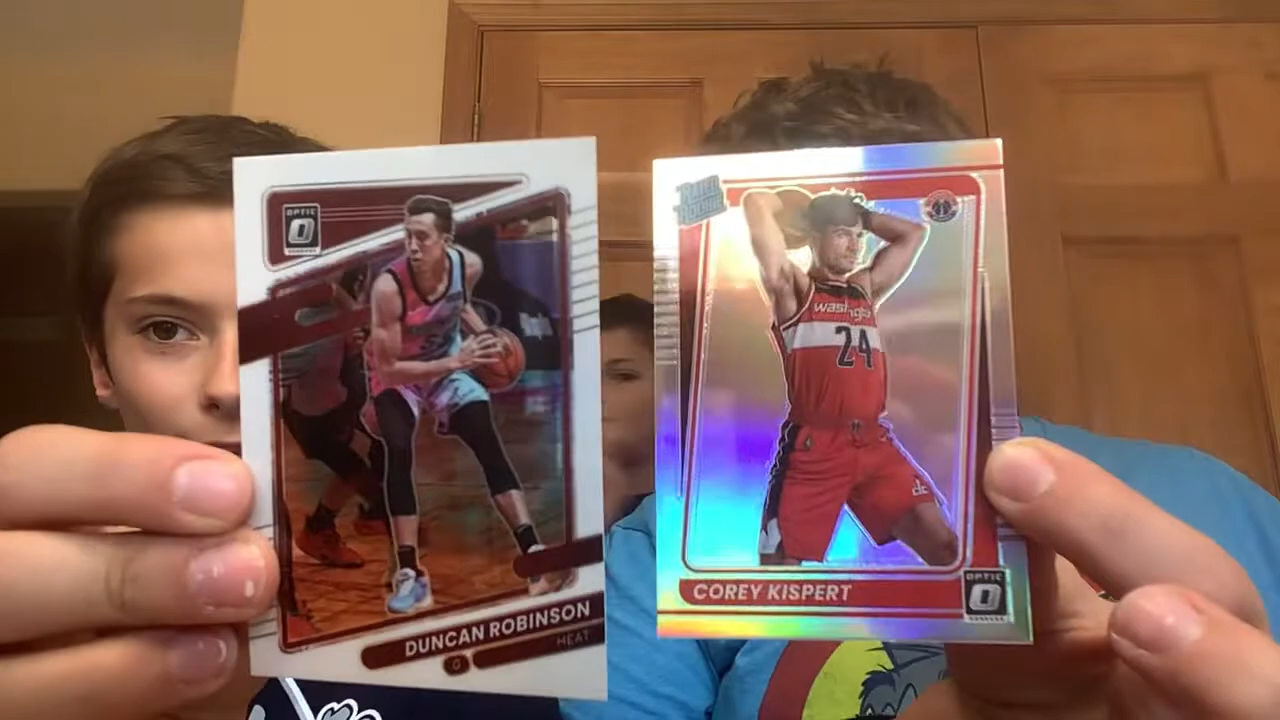 OPTIC
DUNCAN ROBINSON
HEAT
G
RATED
ROOKIE
washington
24
COREY KISPERT
OPTIC